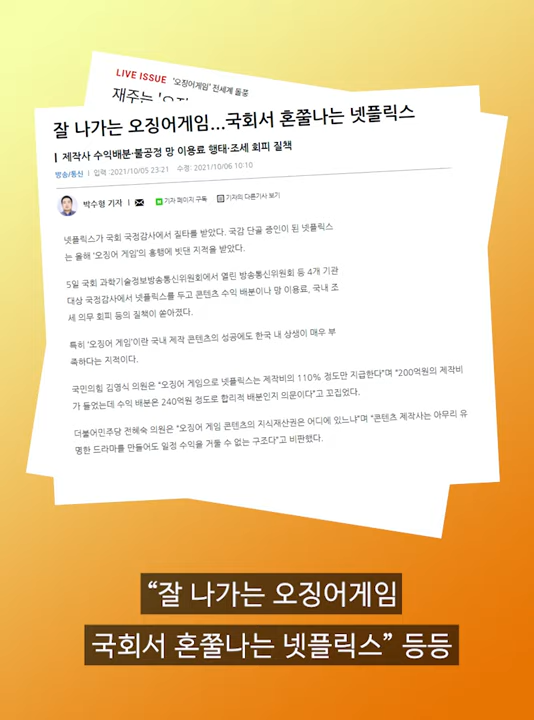 LIVE ISSUE '오징어게임' 전세계 돌풍
재주는
잘 나가는 오징어게임...국회서 혼쭐나는 넷플릭스
제작사 수익배분·불공정 망 이용료 행태·조세 회피 질책
방송/통신 입력 :2021/10/05 23:21 수정: 2021/10/06 10:10
박수형 기자 기자 페이지 구독 기자의 다른기사 보기
넷플릭스가 국회 국정감사에서 질타를 받았다. 국감 단골 증인이 된 넷플릭스
는 올해 '오징어 게임'의 흥행에 빗댄 지적을 받았다.
5일 국회 과학기술정보방송통신위원회에서 열린 방송통신위원회 등 4개 기관
대상 국정감사에서 넷플릭스를 두고 콘텐츠 수익 배분이나 망 이용료, 국내 조
세 의무 회피 등의 질책이 쏟아졌다.
특히 '오징어 게임'이란 국내 제작 콘텐츠의 성공에도 한국 내 상생이 매우 부
족하다는 지적이다.
국민의힘 김영식 의원은 "오징어 게임으로 넷플릭스는 제작비의 110% 정도만 지급한다"며 "200억원의 제작비
가 들었는데 수익 배분은 240억원 정도로 합리적 배분인지 의문이다"고 꼬집었다.
더불어민주당 전혜숙 의원은 "오징어 게임 콘텐츠의 지식재산권은 어디에 있느냐"며 "콘텐츠 제작사는 아무리 유
명한 드라마를 만들어도 일정 수익을 거둘 수 없는 구조다"고 비판했다.
“잘 나가는 오징어게임
국회서 혼쭐나는 넷플릭스” 등등